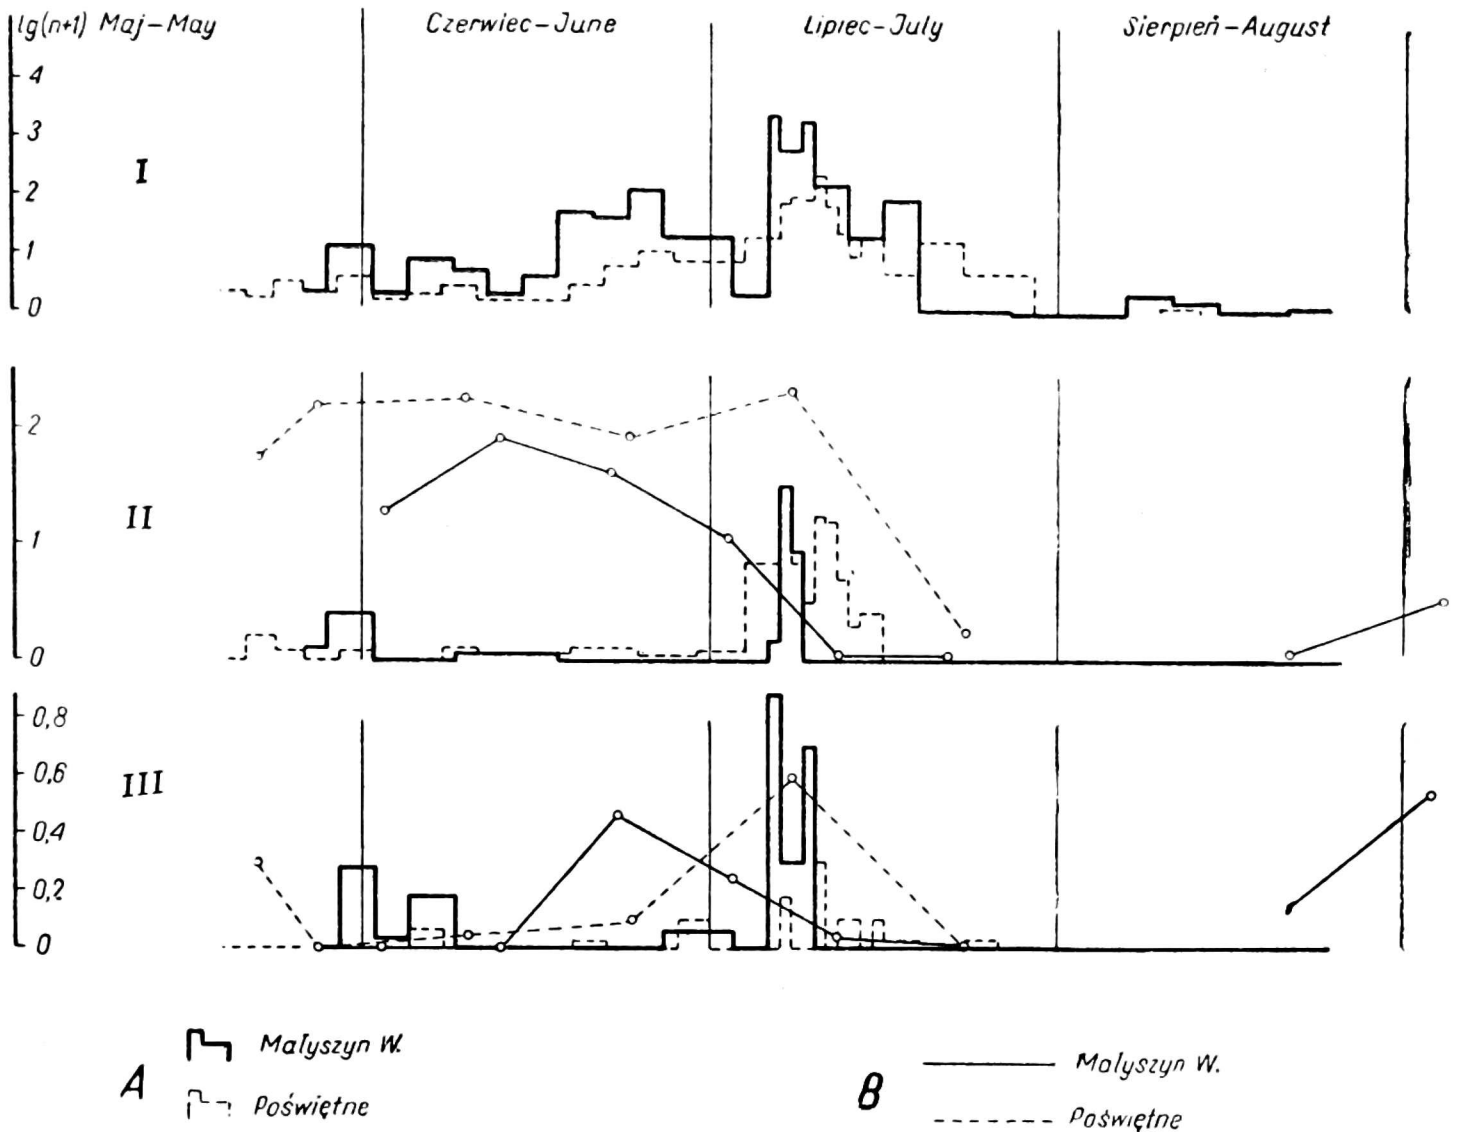 lg(n+1) Maj–May Czerwiec–June Lipiec–July Sierpień–August
4
3
I
2
1
0
2
II
1
0
0,8
0,6
III
0,4
0,2
0
A Małyszyn W.
Poświętne
B Małyszyn W.
Poświętne